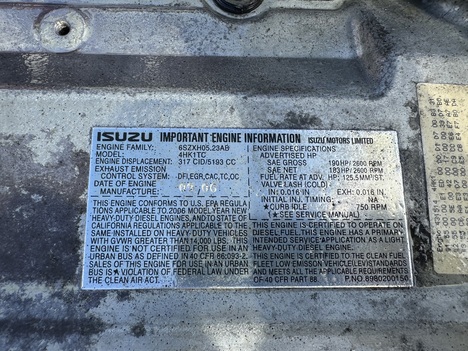 ISUZU IMPORTANT ENGINE INFORMATION ISUZU MOTORS LIMITED
ENGINE FAMILY: 6SZXH05.23AB
ENGINE MODEL: 4HK1TC
ENGINE DISPLACEMENT: 317 CID/5193 CC
EXHAUST EMISSION
CONTROL SYSTEM: DFI,EGR,CAC,TC,OC
DATE OF ENGINE
MANUFACTURE:
THIS ENGINE CONFORMS TO U.S. EPA REGULA
TIONS APPLICABLE TO 2006 MODEL YEAR NEW
HEAVY-DUTY DIESEL ENGINES, AND STATE OF
CALIFORNIA REGULATIONS APPLICABLE TO THE
SAME. INSTALLED ON HEAVY-DUTY VEHICLES
WITH GVWR GREATER THAN 14,000 LBS. THIS
ENGINE IS NOT CERTIFIED FOR USE IN AN
URBAN BUS AS DEFINED IN 40 CFR 86:093-2.
SALES OF THIS ENGINE FOR USE IN AN URBAN
BUS IS ★VIOLATION OF FEDERAL LAW UNDER
THE CLEAN AIR ACT.
ENGINE SPECIFICATIONS:
ADVERTISED HP
SAE GROSS 190 HP/2600 RPM
SAE NET 183 HP/2600 RPM
FUEL RATE AT ADV. HP: 125.5 MM³/ST
VALVE LASH (COLD)
IN: 0.016 IN EXH: 0.016 IN
INITIAL INJ. TIMING: NA
★CURB IDLE 750 RPM
(★SEE SERVICE MANUAL)
THIS ENGINE IS CERTIFIED TO OPERATE ON
DIESEL FUEL. THIS ENGINE HAS A PRIMARY
INTENDED SERVICE APPLICATION AS A LIGHT
HEAVY-DIESEL ENGINE.
THIS ENGINE CONFORMS TO THE CLEAN FUEL
FLEET LOW EMISSION VEHICLE(LEV)STANDARDS
AND MEETS ALL THE APPLICABLE REQUIREMENTS
OF 40 CFR PART 88. P.NO.8980200150